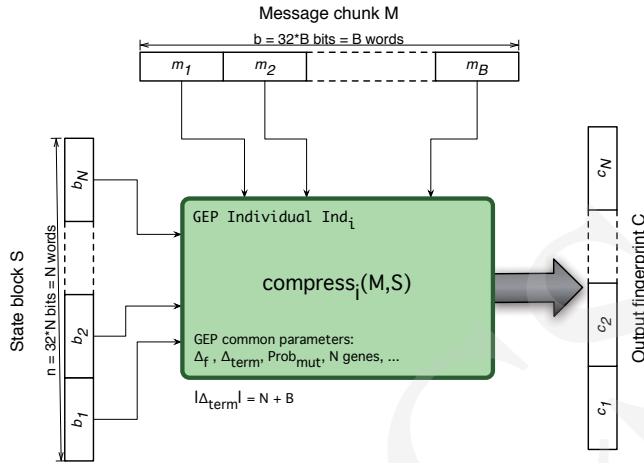 Message chunk M
b = 32*B bits = B words
m1
m2
mB
State block S
n = 32*N bits = N words
bN
b2
b1
GEP Individual Indi
compressi(M,S)
GEP common parameters:
Δf , Δterm, Probmut, N genes, ...
|Δterm| = N + B
cN
c2
c1
Output fingerprint C